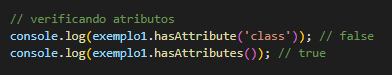 // verificando atributos
console.log(exemplo1.hasAttribute('class')); // false
console.log(exemplo1.hasAttributes()); // true